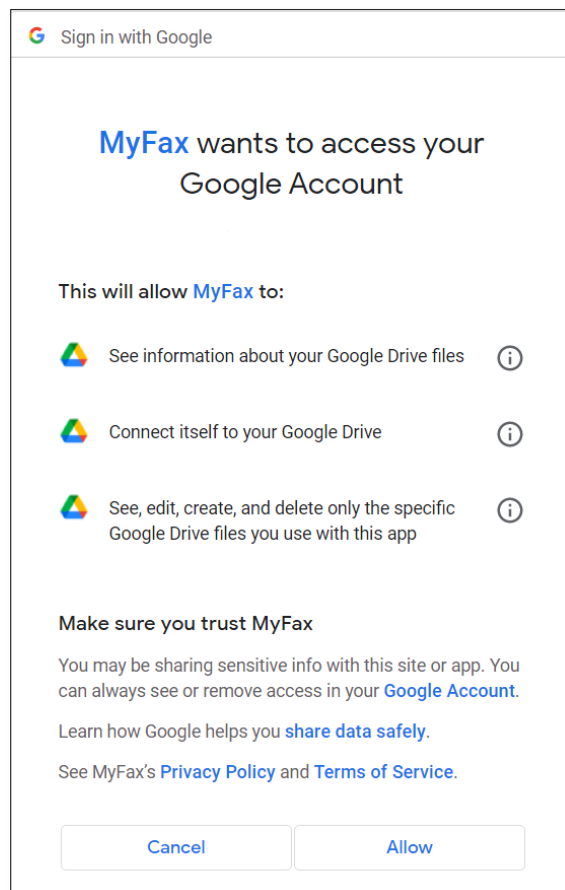 Sign in with Google
MyFax wants to access your
Google Account
This will allow MyFax to:
See information about your Google Drive files
Connect itself to your Google Drive
See, edit, create, and delete only the specific
Google Drive files you use with this app
Make sure you trust MyFax
You may be sharing sensitive info with this site or app. You
can always see or remove access in your Google Account.
Learn how Google helps you share data safely.
See MyFax's Privacy Policy and Terms of Service.
Cancel Allow